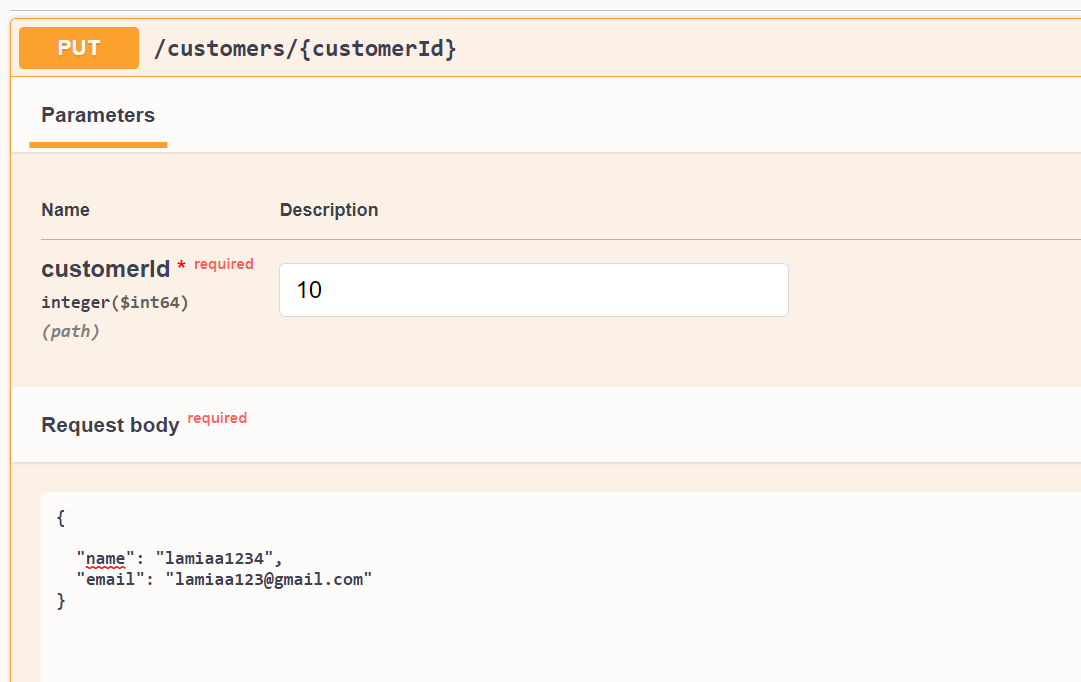 PUT /customers/{customerId}
Parameters
Name Description
customerId * required 10
integer($int64)
(path)
Request body required
{
"name": "lamiaa1234",
"email": "lamiaa123@gmail.com"
}